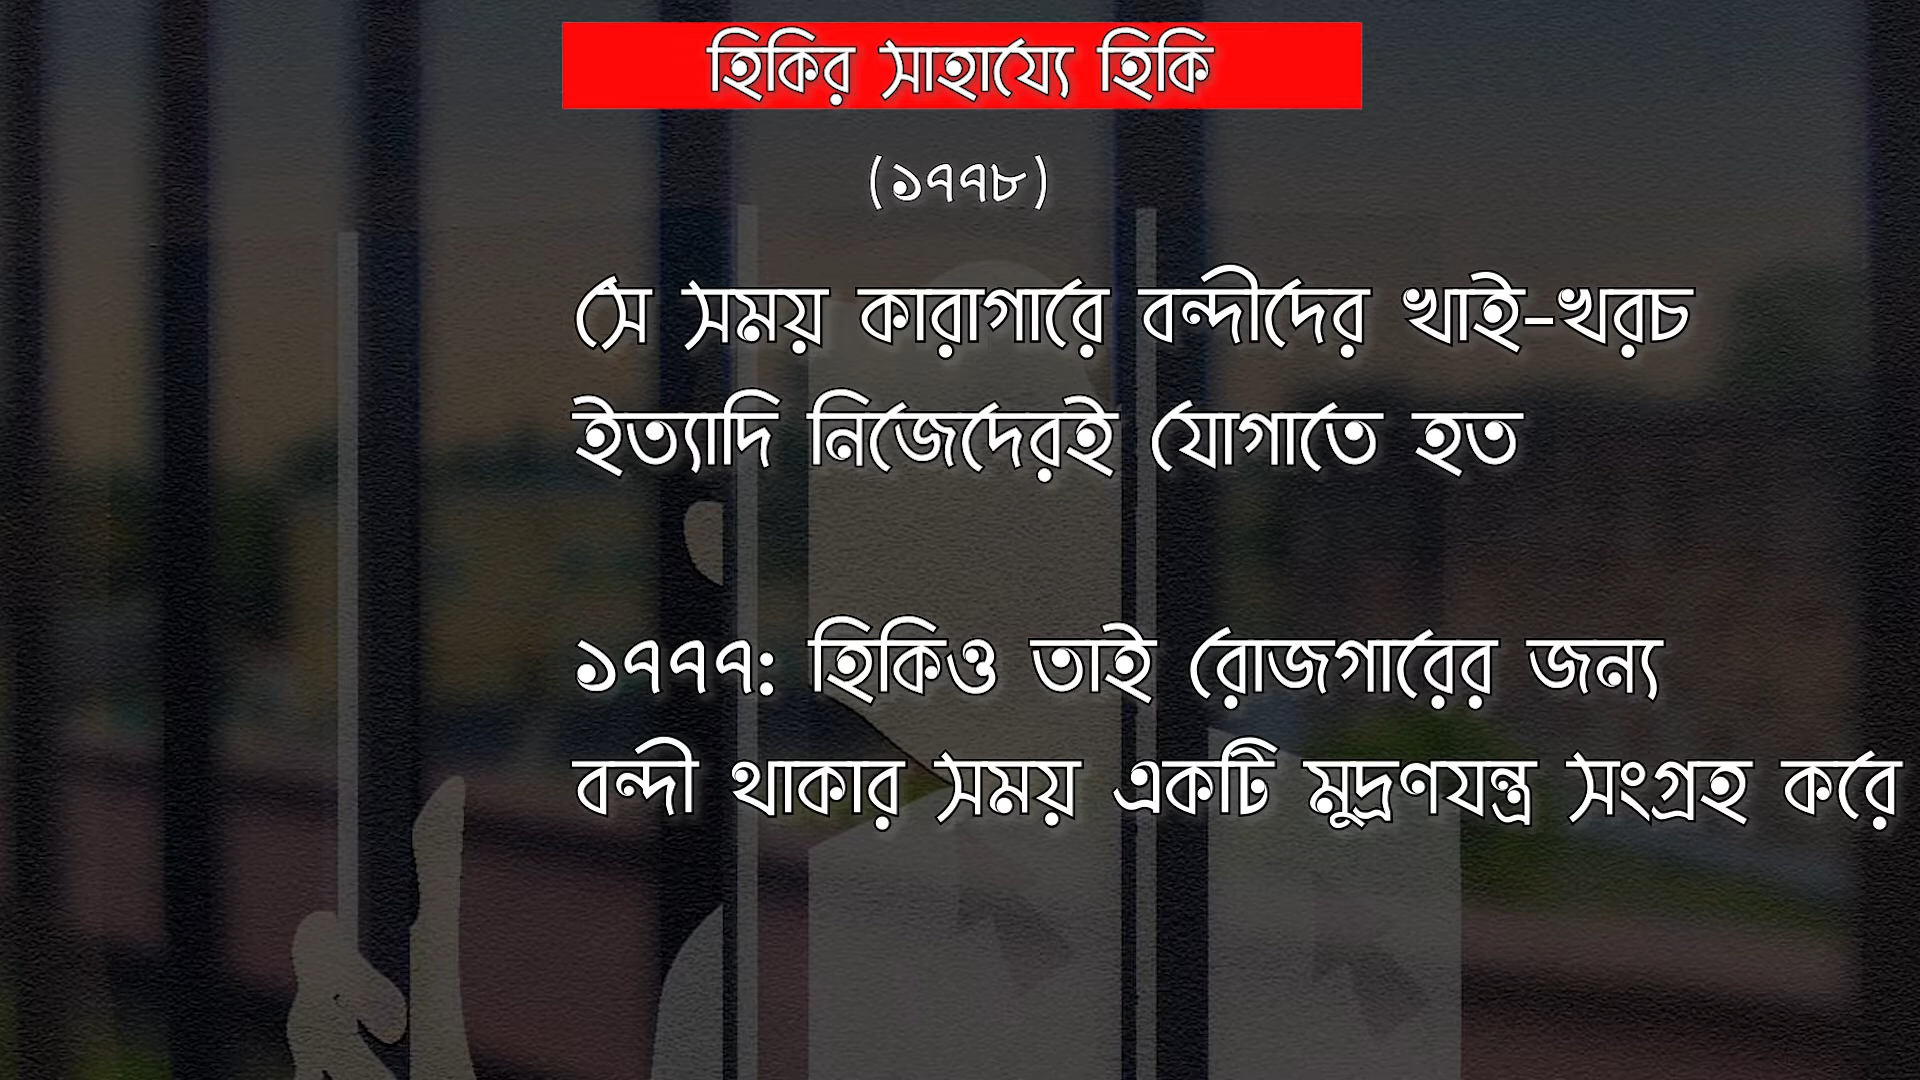 হিকির সাহায্যে হিকি
(১৭৭৮)
সে সময় কারাগারে বন্দীদের খাই-খরচ
ইত্যাদি নিজেদেরই যোগাতে হত
১৭৭৭: হিকিও তাই রোজগারের জন্য
বন্দী থাকার সময় একটি মুদ্রণযন্ত্র সংগ্রহ করে